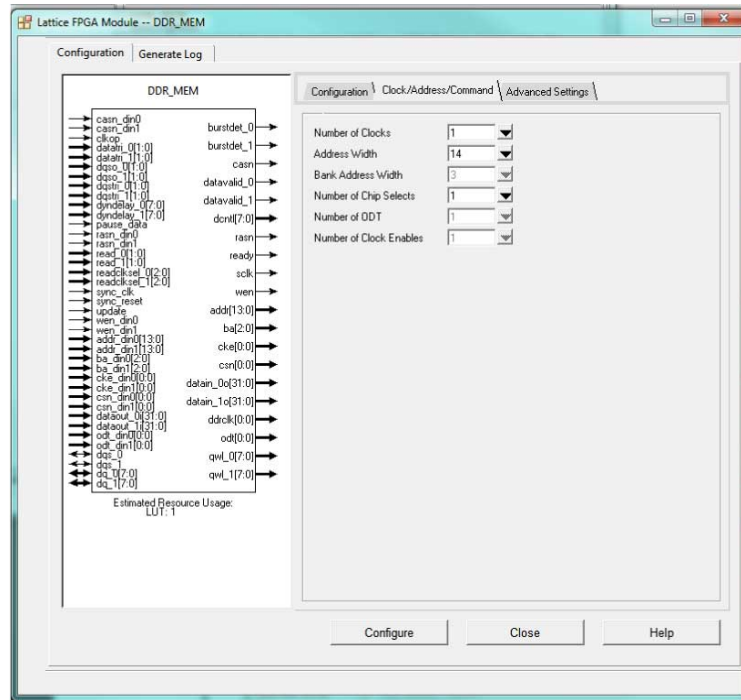 Lattice FPGA Module -- DDR_MEM
Configuration
Generate Log
DDR_MEM
casn_din0
casn_din1
clkop
datatri_0[1:0]
datatri_1[1:0]
dqso_0[1:0]
dqso_1[1:0]
dqstri_0[1:0]
dqstri_1[1:0]
dyndelay_0[7:0]
dyndelay_1[7:0]
pause_data
rasn_din0
rasn_din1
read_0[1:0]
read_1[1:0]
readclksel_0[2:0]
readclksel_1[2:0]
sync_clk
sync_reset
update
wen_din0
wen_din1
addr_din0[13:0]
addr_din1[13:0]
ba_din0[2:0]
ba_din1[2:0]
cke_din0[0:0]
cke_din1[0:0]
csn_din0[0:0]
csn_din1[0:0]
dataout_0i[31:0]
dataout_1i[31:0]
odt_din0[0:0]
odt_din1[0:0]
dqs_0
dqs_1
dq_0[7:0]
dq_1[7:0]
burstdet_0
burstdet_1
casn
datavalid_0
datavalid_1
dcntl[7:0]
rasn
ready
sclk
wen
addr[13:0]
ba[2:0]
cke[0:0]
csn[0:0]
datain_0o[31:0]
datain_1o[31:0]
ddrclk[0:0]
odt[0:0]
qwl_0[7:0]
qwl_1[7:0]
Estimated Resource Usage:
LUT: 1
Configuration
Clock/Address/Command
Advanced Settings
Number of Clocks 1
Address Width 14
Bank Address Width 3
Number of Chip Selects 1
Number of ODT 1
Number of Clock Enables 1
Configure
Close
Help